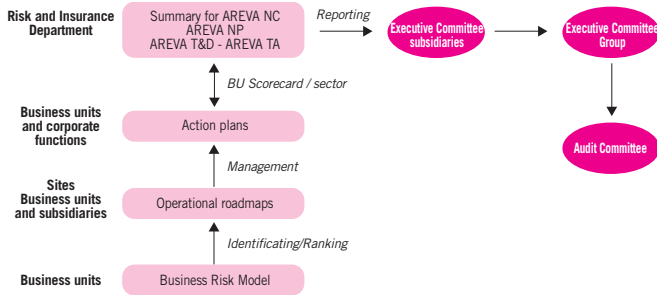 Risk and Insurance
Department
Summary for AREVA NC
AREVA NP
AREVA T&D - AREVA TA
Reporting
Executive Committee
subsidiaries
Executive Committee
Group
BU Scorecard / sector
Business units
and corporate
functions
Action plans
Audit Committee
Management
Sites
Business units
and subsidiaries
Operational roadmaps
Identificating/Ranking
Business units
Business Risk Model